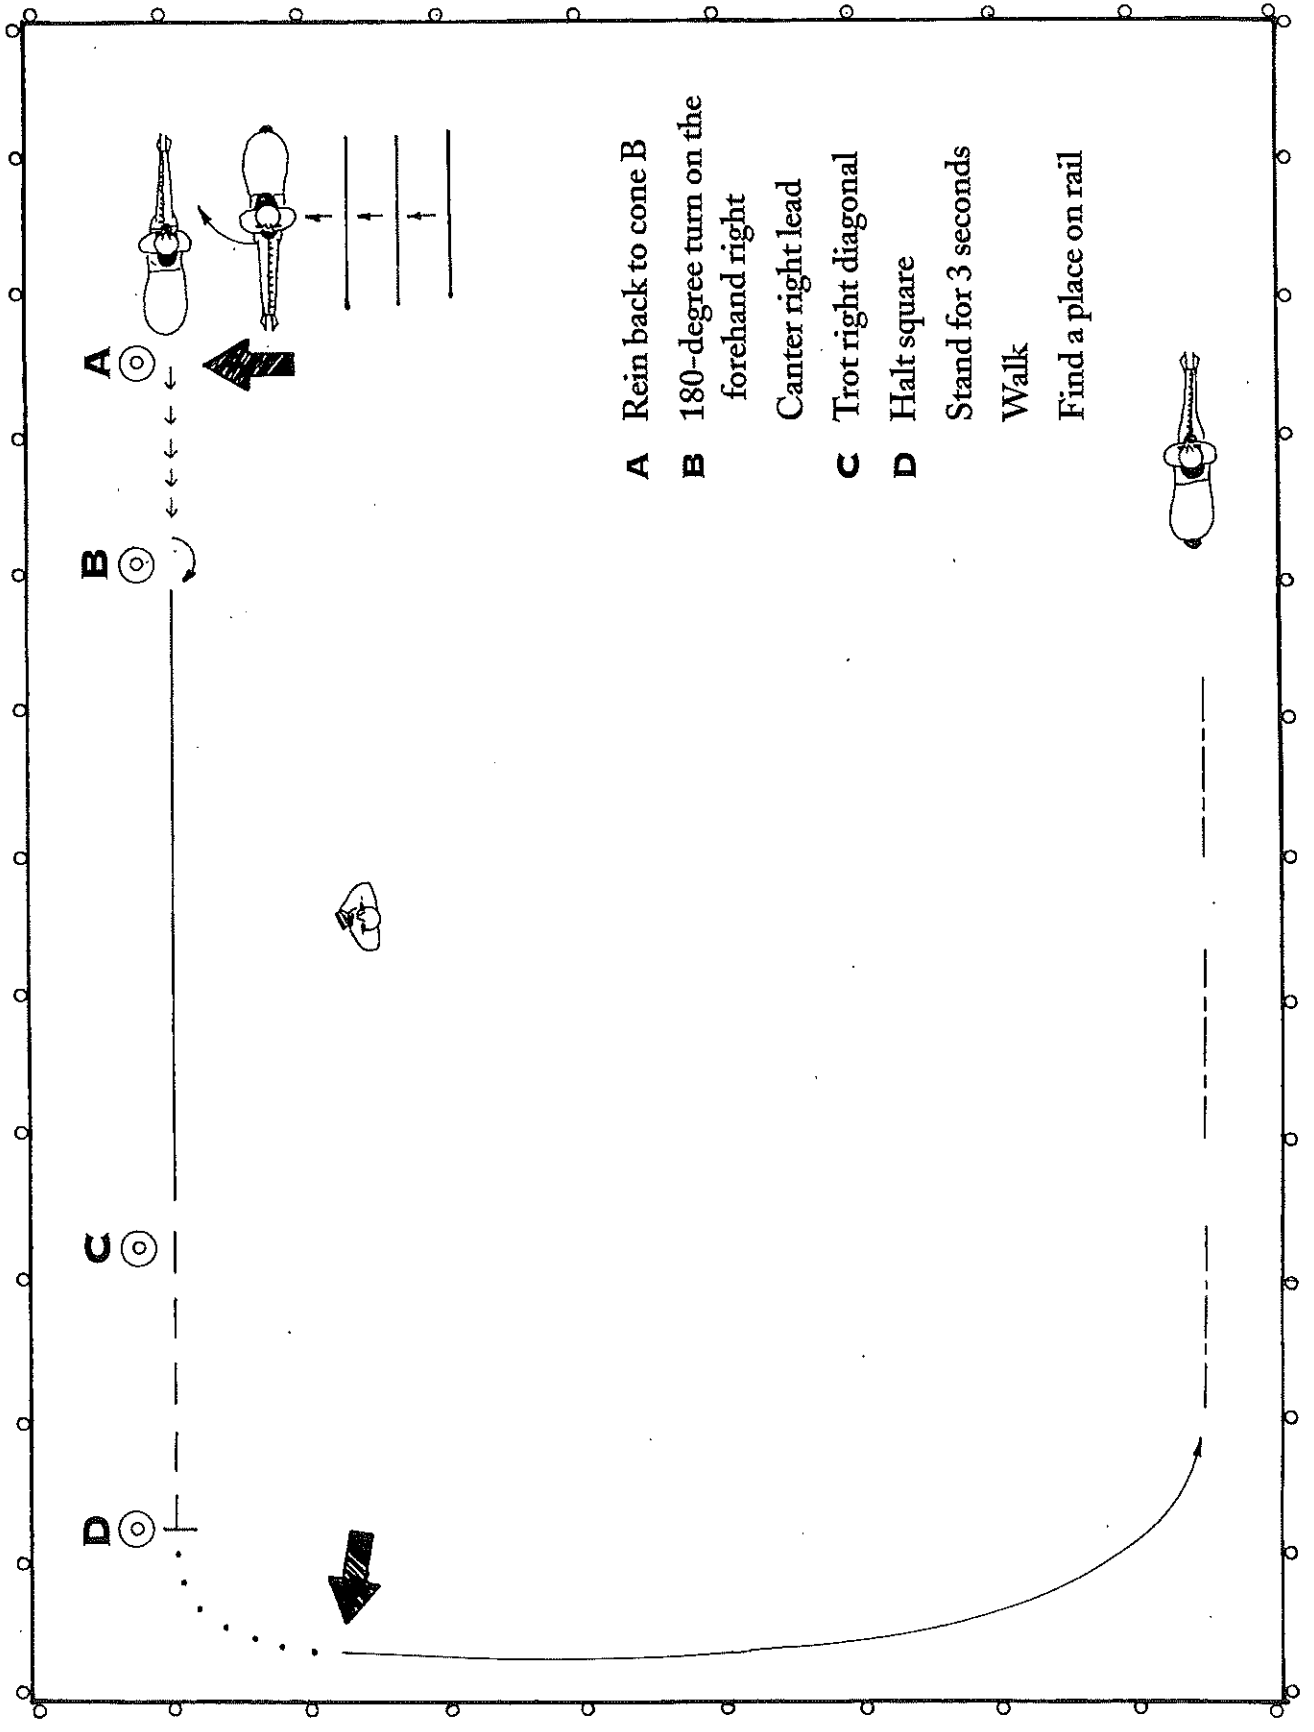 A
B
C
D
A Rein back to cone B
B 180-degree turn on the
forehand right
Canter right lead
C Trot right diagonal
D Halt square
Stand for 3 seconds
Walk
Find a place on rail